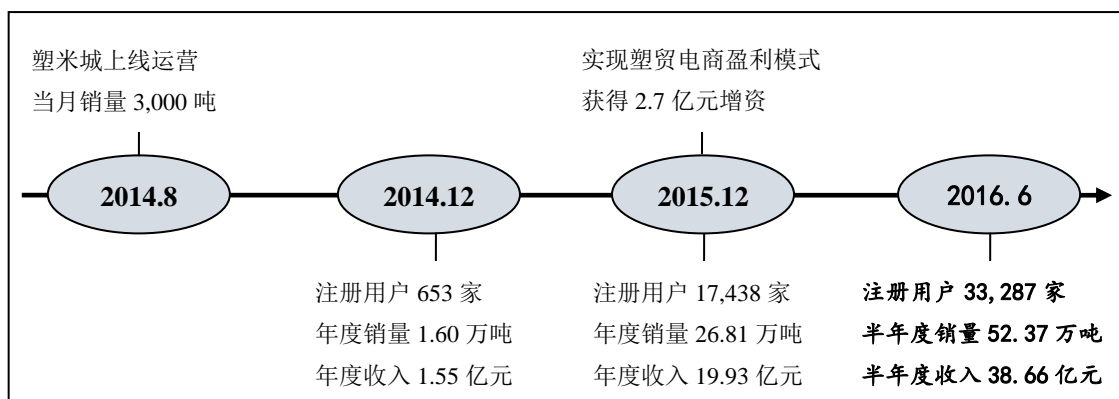 塑米城上线运营
当月销量 3,000 吨
实现塑贸电商盈利模式
获得 2.7 亿元增资
2014.8
2014.12
2015.12
2016.6
注册用户 653 家
年度销量 1.60 万吨
年度收入 1.55 亿元
注册用户 17,438 家
年度销量 26.81 万吨
年度收入 19.93 亿元
注册用户 33,287 家
半年度销量 52.37 万吨
半年度收入 38.66 亿元